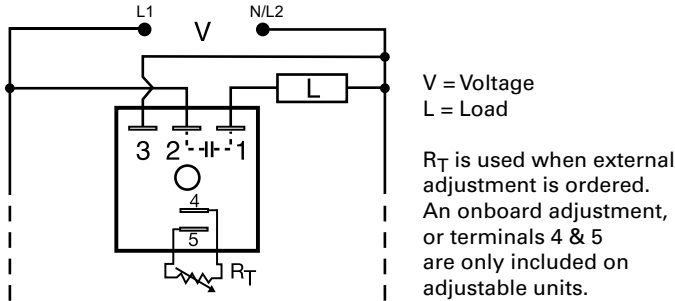 L1
V
N/L2
L
3 2 1
4
5
RT
V = Voltage
L = Load
RT is used when external
adjustment is ordered.
An onboard adjustment,
or terminals 4 & 5
are only included on
adjustable units.